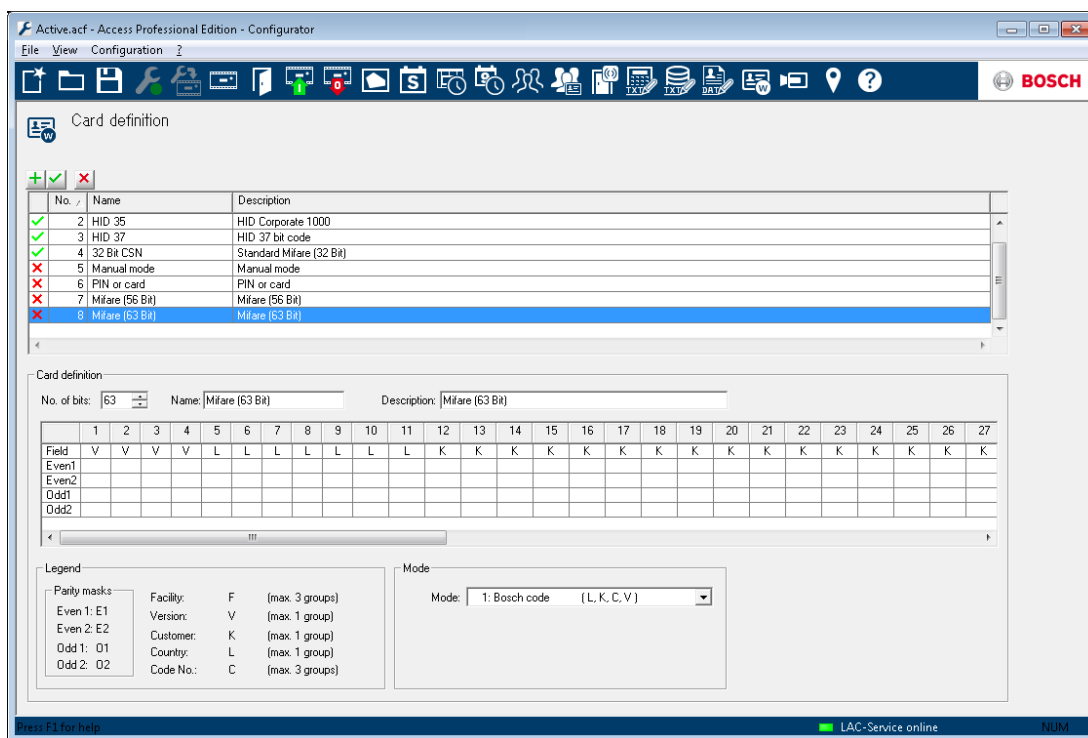 Active.acf - Access Professional Edition - Configurator
File View Configuration ?
S TXT TXT DAT W ? BOSCH
W Card definition
No. Name Description
2 HID 35 HID Corporate 1000
3 HID 37 HID 37 bit code
4 32 Bit CSN Standard Mifare (32 Bit)
5 Manual mode Manual mode
6 PIN or card PIN or card
7 Mifare (56 Bit) Mifare (56 Bit)
8 Mifare (63 Bit) Mifare (63 Bit)
Card definition
No. of bits: 63 Name: Mifare (63 Bit) Description: Mifare (63 Bit)
1 2 3 4 5 6 7 8 9 10 11 12 13 14 15 16 17 18 19 20 21 22 23 24 25 26 27
Field V V V V L L L L L L L K K K K K K K K K K K K K K K K
Even1
Even2
Odd1
Odd2
Legend
Parity masks
Even 1: E1
Even 2: E2
Odd 1: O1
Odd 2: O2
Facility: F (max. 3 groups)
Version: V (max. 1 group)
Customer: K (max. 1 group)
Country: L (max. 1 group)
Code No.: C (max. 3 groups)
Mode
Mode: 1: Bosch code ( L, K, C, V )
Press F1 for help LAC-Service online NUM